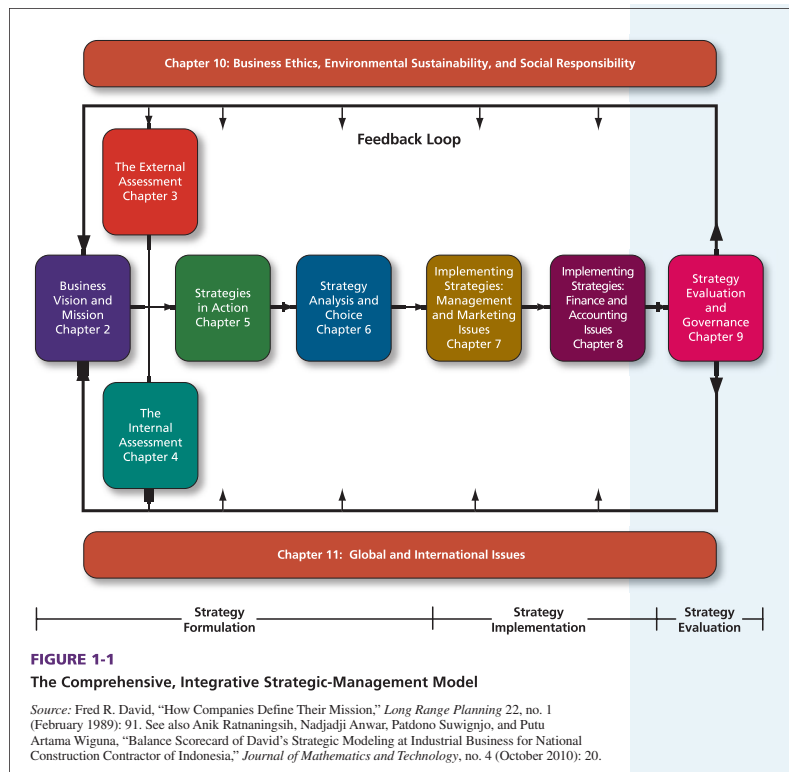 Chapter 10: Business Ethics, Environmental Sustainability, and Social Responsibility
Feedback Loop
The External
Assessment
Chapter 3
Business
Vision and
Mission
Chapter 2
Strategies
in Action
Chapter 5
Strategy
Analysis and
Choice
Chapter 6
Implementing
Strategies:
Management
and Marketing
Issues
Chapter 7
Implementing
Strategies:
Finance and
Accounting
Issues
Chapter 8
Strategy
Evaluation
and
Governance
Chapter 9
The
Internal
Assessment
Chapter 4
Chapter 11: Global and International Issues
Strategy
Formulation
Strategy
Implementation
Strategy
Evaluation
FIGURE 1-1
The Comprehensive, Integrative Strategic-Management Model
Source: Fred R. David, “How Companies Define Their Mission,” Long Range Planning 22, no. 1
(February 1989): 91. See also Anik Ratnaningsih, Nadjadji Anwar, Patdono Suwignjo, and Putu
Artama Wiguna, “Balance Scorecard of David’s Strategic Modeling at Industrial Business for National
Construction Contractor of Indonesia,” Journal of Mathematics and Technology, no. 4 (October 2010): 20.